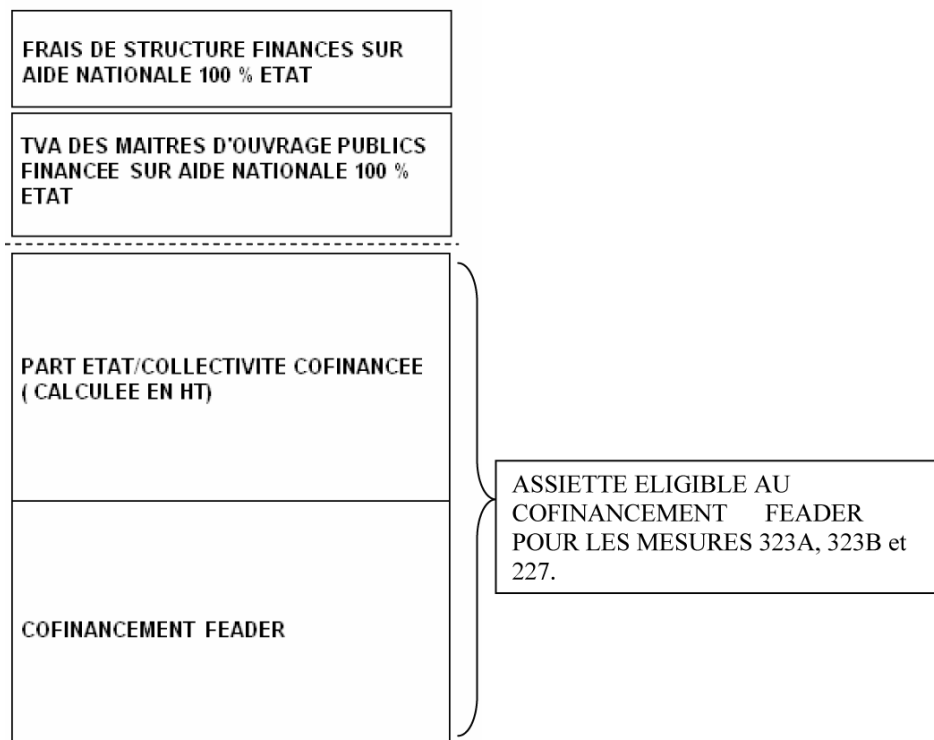 FRAIS DE STRUCTURE FINANCES SUR
AIDE NATIONALE 100 % ETAT
TVA DES MAITRES D'OUVRAGE PUBLICS
FINANCEE SUR AIDE NATIONALE 100 %
ETAT
PART ETAT/COLLECTIVITE COFINANCEE
( CALCULEE EN HT)
ASSIETTE ELIGIBLE AU
COFINANCEMENT FEADER
POUR LES MESURES 323A, 323B et
227.
COFINANCEMENT FEADER